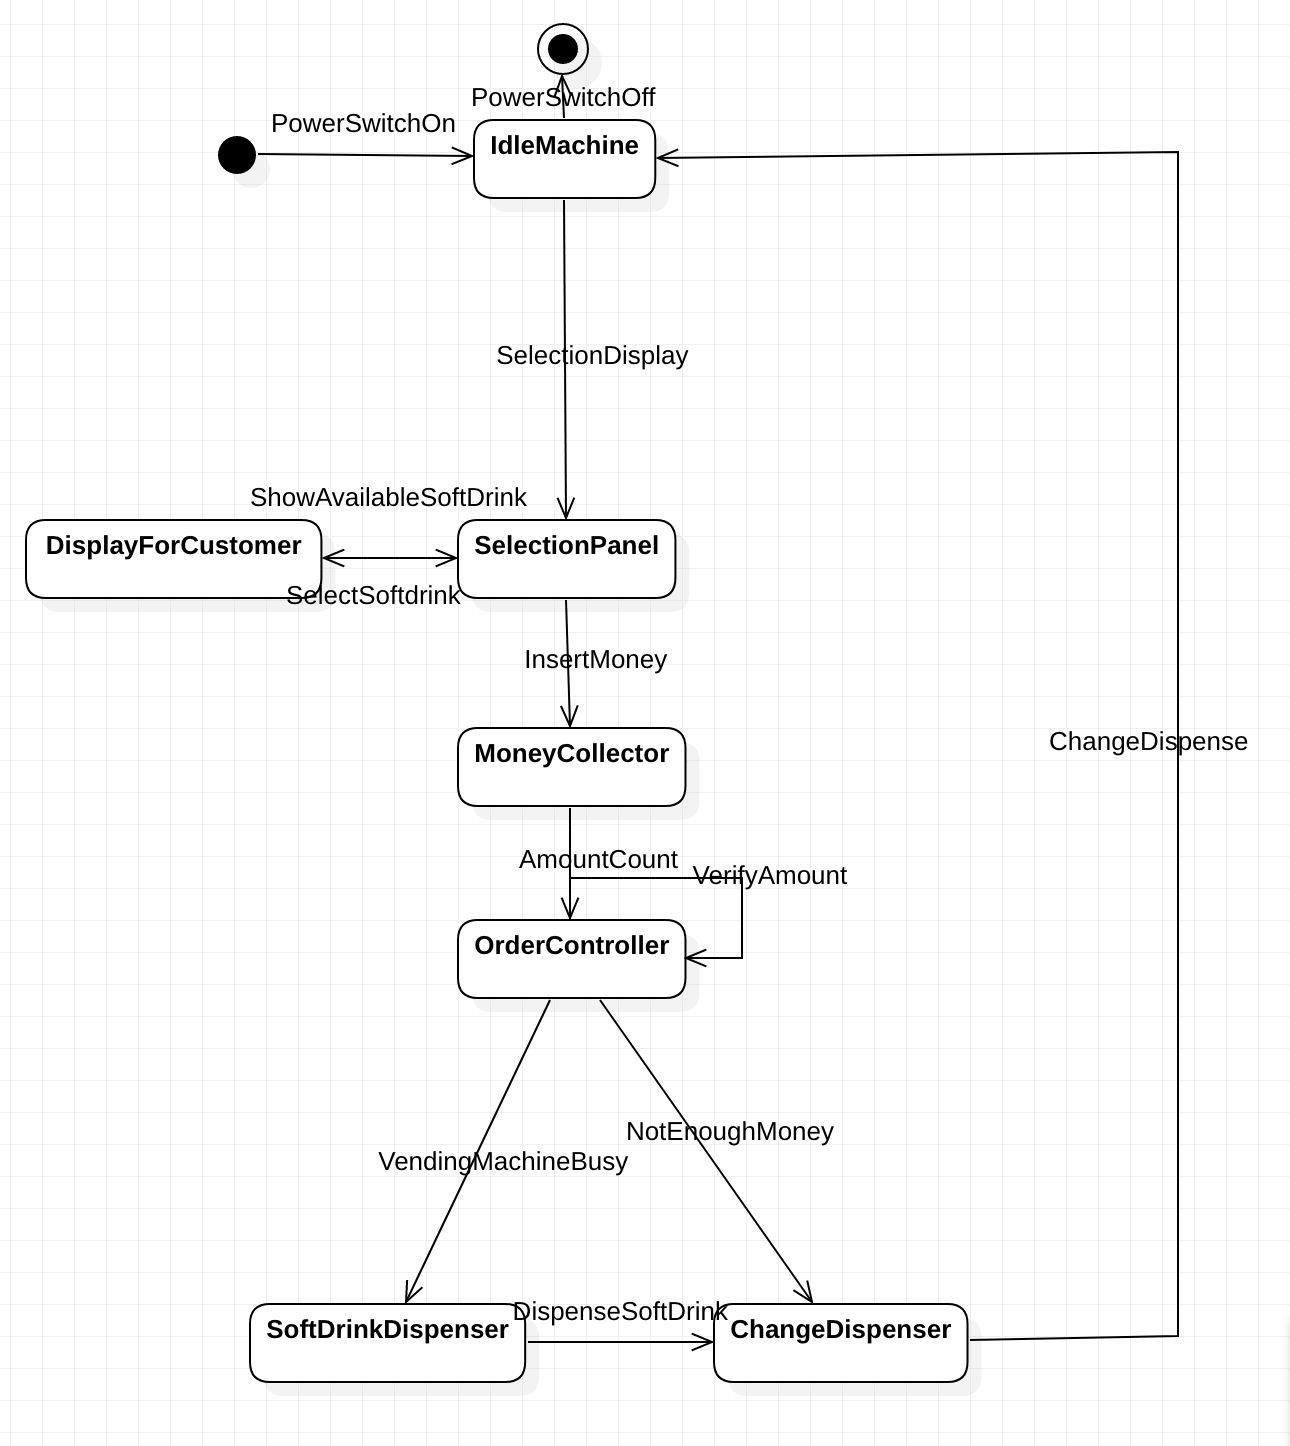 PowerSwitchOff
PowerSwitchOn
IdleMachine
SelectionDisplay
ShowAvailableSoftDrink
DisplayForCustomer
SelectionPanel
SelectSoftdrink
InsertMoney
ChangeDispense
MoneyCollector
AmountCount
VerifyAmount
OrderController
NotEnoughMoney
VendingMachineBusy
DispenseSoftDrink
SoftDrinkDispenser
ChangeDispenser